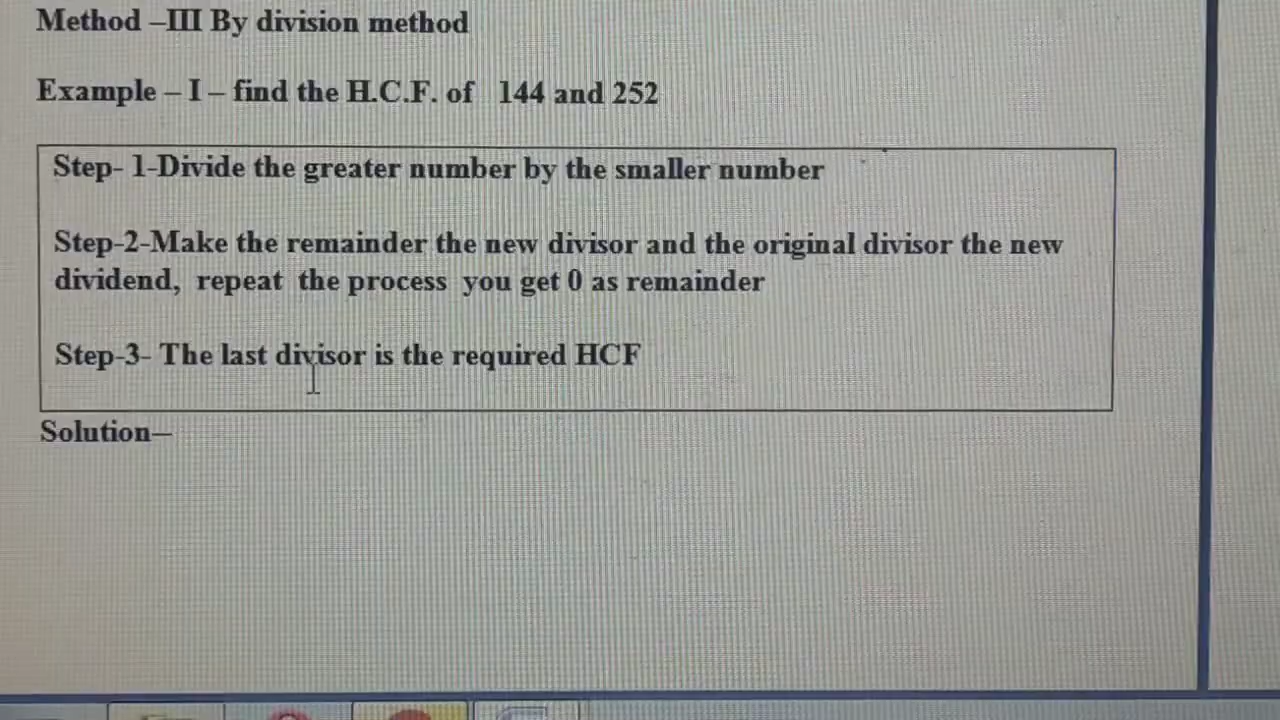 Method –III By division method
Example – I – find the H.C.F. of 144 and 252
Step- 1-Divide the greater number by the smaller number
Step-2-Make the remainder the new divisor and the original divisor the new
dividend, repeat the process you get 0 as remainder
Step-3- The last divisor is the required HCF
Solution–